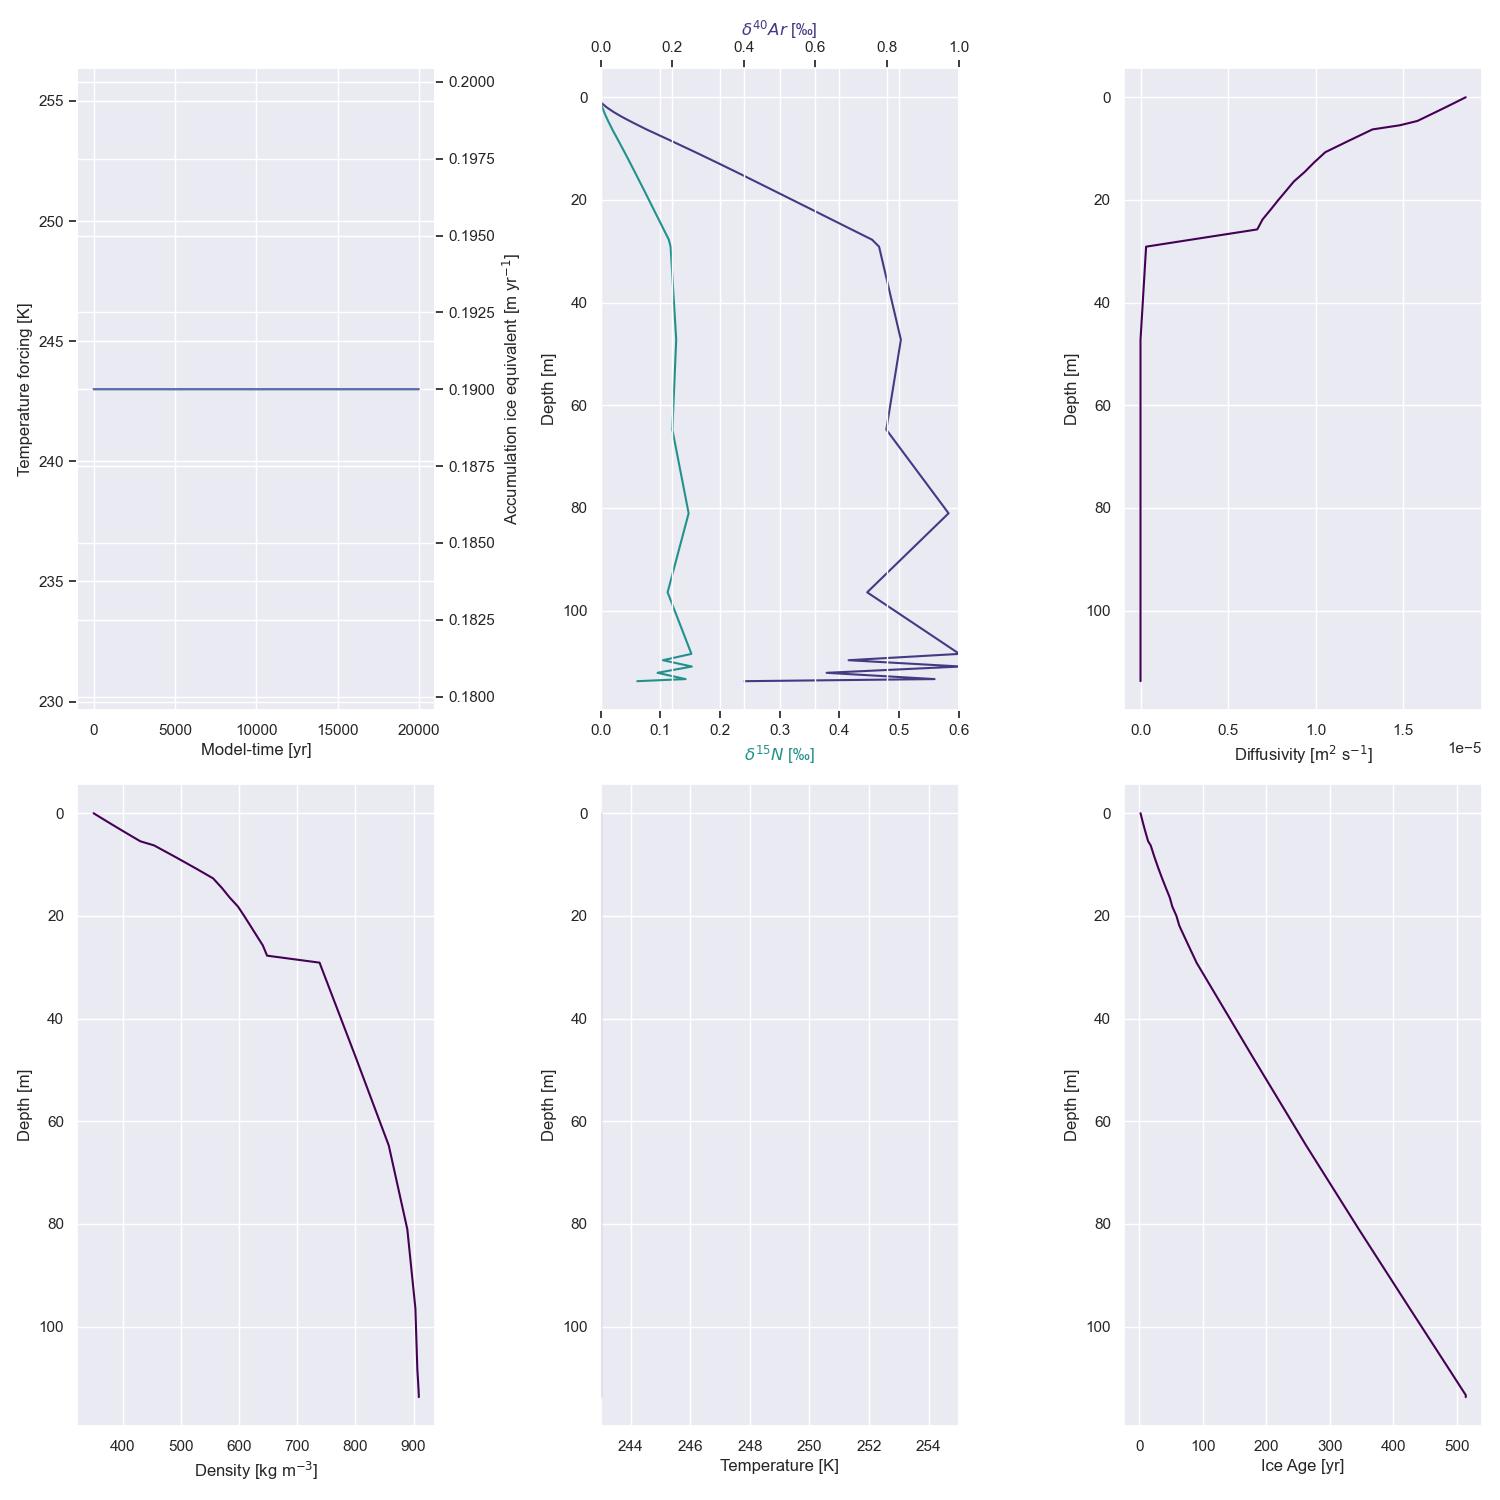 δ⁴⁰Ar [‰]
0.0 0.2 0.4 0.6 0.8 1.0
255
250
245
240
235
230
Temperature forcing [K]
0 5000 10000 15000 20000
Model-time [yr]
0.2000
0.1975
0.1950
0.1925
0.1900
0.1875
0.1850
0.1825
0.1800
Accumulation ice equivalent [m yr⁻¹]
0
20
40
60
80
100
Depth [m]
0.0 0.1 0.2 0.3 0.4 0.5 0.6
δ¹⁵N [‰]
0
20
40
60
80
100
Depth [m]
0.0 0.5 1.0 1.5
1e−5
Diffusivity [m² s⁻¹]
0
20
40
60
80
100
Depth [m]
400 500 600 700 800 900
Density [kg m⁻³]
0
20
40
60
80
100
Depth [m]
244 246 248 250 252 254
Temperature [K]
0
20
40
60
80
100
Depth [m]
0 100 200 300 400 500
Ice Age [yr]